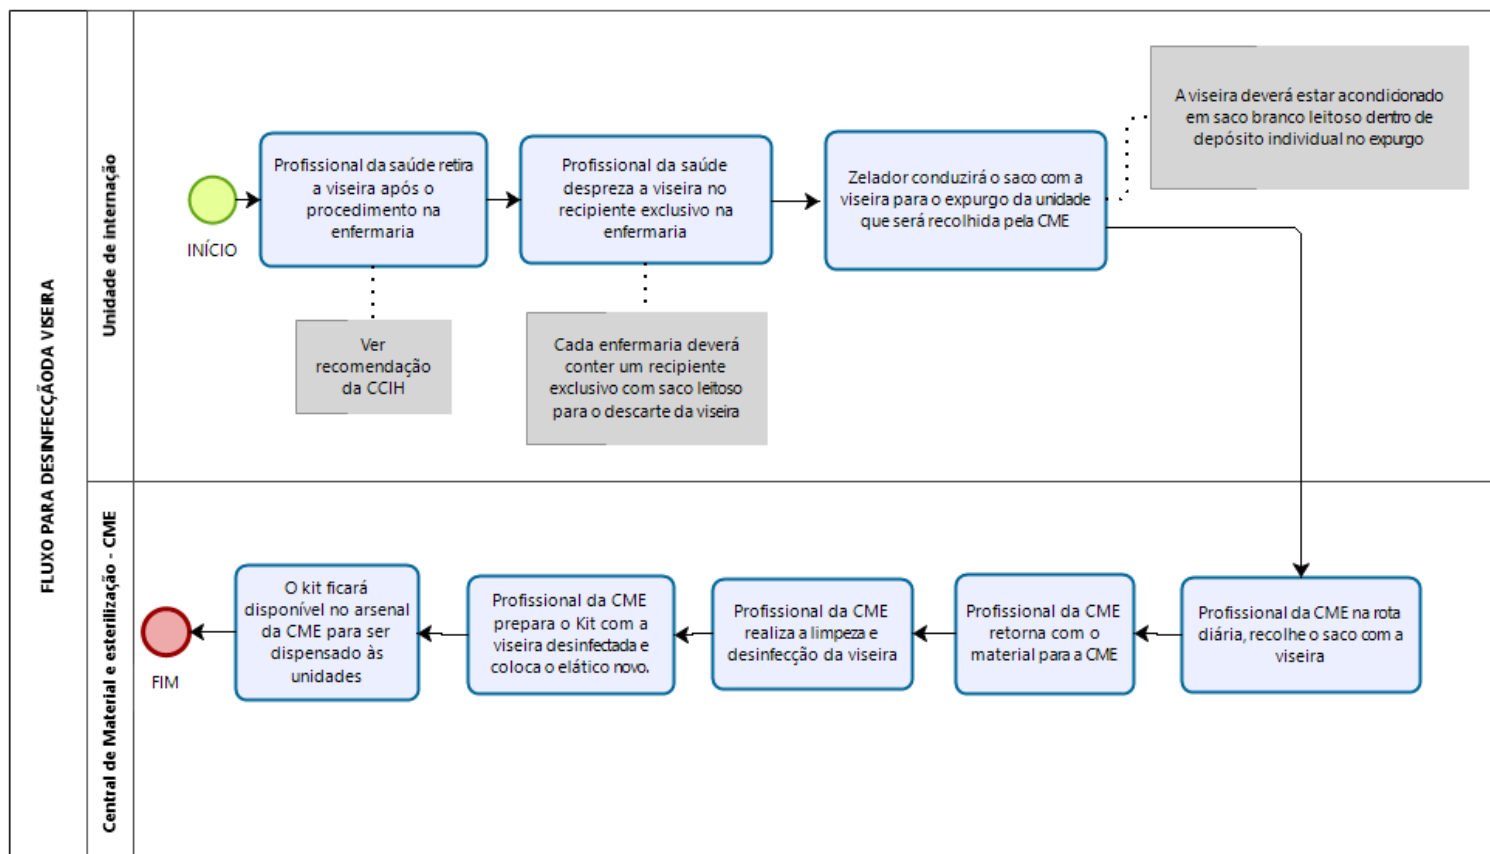 FLUXO PARA DESINFECÇÃODA VISEIRA
Unidade de internação
INÍCIO
Profissional da saúde retira
a viseira após o
procedimento na
enfermaria
Ver
recomendação
da CCIH
Profissional da saúde
despreza a viseira no
recipiente exclusivo na
enfermaria
Cada enfermaria deverá
conter um recipiente
exclusivo com saco leitoso
para o descarte da viseira
Zelador conduzirá o saco com a
viseira para o expurgo da unidade
que será recolhida pela CME
A viseira deverá estar acondicionado
em saco branco leitoso dentro de
depósito individual no expurgo
Central de Material e esterilização - CME
Profissional da CME na rota
diária, recolhe o saco com a
viseira
Profissional da CME
retorna com o
material para a CME
Profissional da CME
realiza a limpeza e
desinfecção da viseira
Profissional da CME
prepara o Kit com a
viseira desinfectada e
coloca o elático novo.
O kit ficará
disponível no arsenal
da CME para ser
dispensado às
unidades
FIM